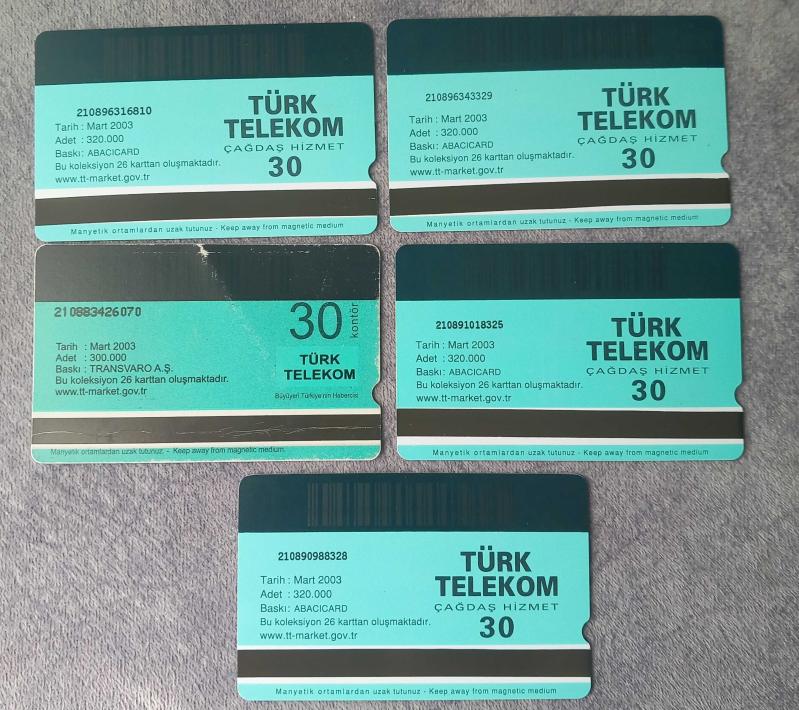 210896316810
Tarih : Mart 2003
Adet : 320.000
Baskı: ABACICARD
Bu koleksiyon 26 karttan oluşmaktadır.
www.tt-market.gov.tr
TÜRK
TELEKOM
ÇAĞDAŞ HİZMET
30
Manyetik ortamlardan uzak tutunuz - Keep away from magnetic medium
210896343329
Tarih : Mart 2003
Adet : 320.000
Baskı: ABACICARD
Bu koleksiyon 26 karttan oluşmaktadır.
www.tt-market.gov.tr
TÜRK
TELEKOM
ÇAĞDAŞ HİZMET
30
Manyetik ortamlardan uzak tutunuz - Keep away from magnetic medium
210883426070
Tarih : Mart 2003
Adet : 300.000
Baskı : TRANSVARO A.Ş.
Bu koleksiyon 26 karttan oluşmaktadır.
www.tt-market.gov.tr
30 kontör
TÜRK
TELEKOM
Büyüyen Türkiye'nin Habercisi
Manyetik ortamlardan uzak tutunuz. - Keep away from magnetic medium.
210891018325
Tarih : Mart 2003
Adet : 320.000
Baskı: ABACICARD
Bu koleksiyon 26 karttan oluşmaktadır.
www.tt-market.gov.tr
TÜRK
TELEKOM
ÇAĞDAŞ HİZMET
30
Manyetik ortamlardan uzak tutunuz - Keep away from magnetic medium
210890988328
Tarih : Mart 2003
Adet : 320.000
Baskı: ABACICARD
Bu koleksiyon 26 karttan oluşmaktadır.
www.tt-market.gov.tr
TÜRK
TELEKOM
ÇAĞDAŞ HİZMET
30
Manyetik ortamlardan uzak tutunuz - Keep away from magnetic medium